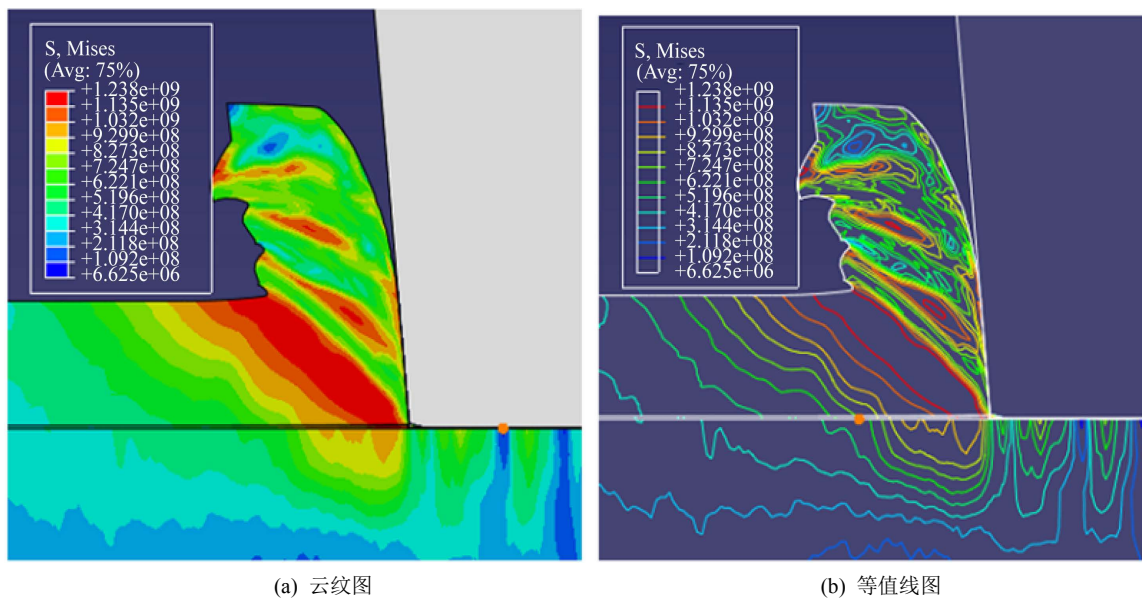 S, Mises
(Avg: 75%)
+1.238e+09
+1.135e+09
+1.032e+09
+9.299e+08
+8.273e+08
+7.247e+08
+6.221e+08
+5.196e+08
+4.170e+08
+3.144e+08
+2.118e+08
+1.092e+08
+6.625e+06
S, Mises
(Avg: 75%)
+1.238e+09
+1.135e+09
+1.032e+09
+9.299e+08
+8.273e+08
+7.247e+08
+6.221e+08
+5.196e+08
+4.170e+08
+3.144e+08
+2.118e+08
+1.092e+08
+6.625e+06
(a) 云纹图
(b) 等值线图